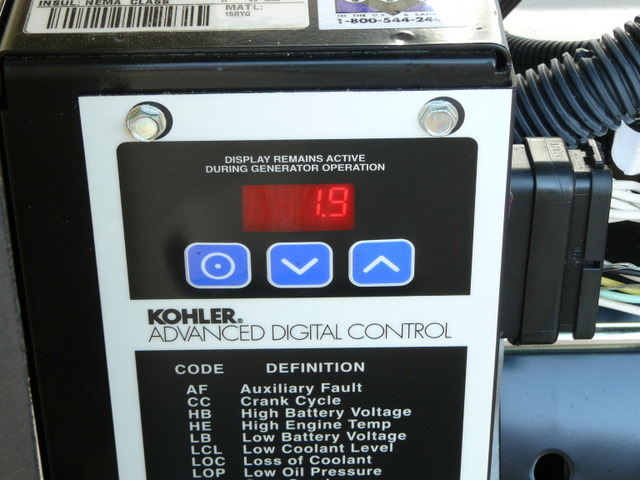 INSUL: NEMA CLASS
MATL:
IN THE U.S.
1-800-544-24
DISPLAY REMAINS ACTIVE
DURING GENERATOR OPERATION
1.9
KOHLER®
ADVANCED DIGITAL CONTROL
CODE DEFINITION
AF Auxiliary Fault
CC Crank Cycle
HB High Battery Voltage
HE High Engine Temp
LB Low Battery Voltage
LCL Low Coolant Level
LOC Loss of Coolant
LOP Low Oil Pressure